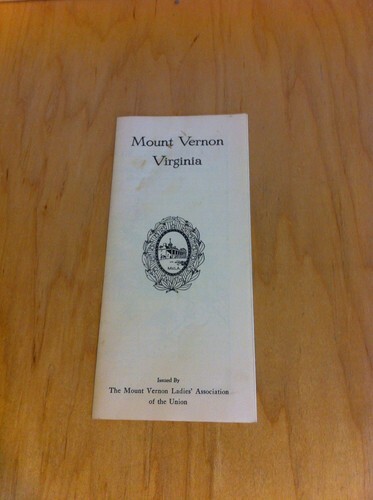 Mount Vernon
Virginia
Issued By
The Mount Vernon Ladies' Association
of the Union